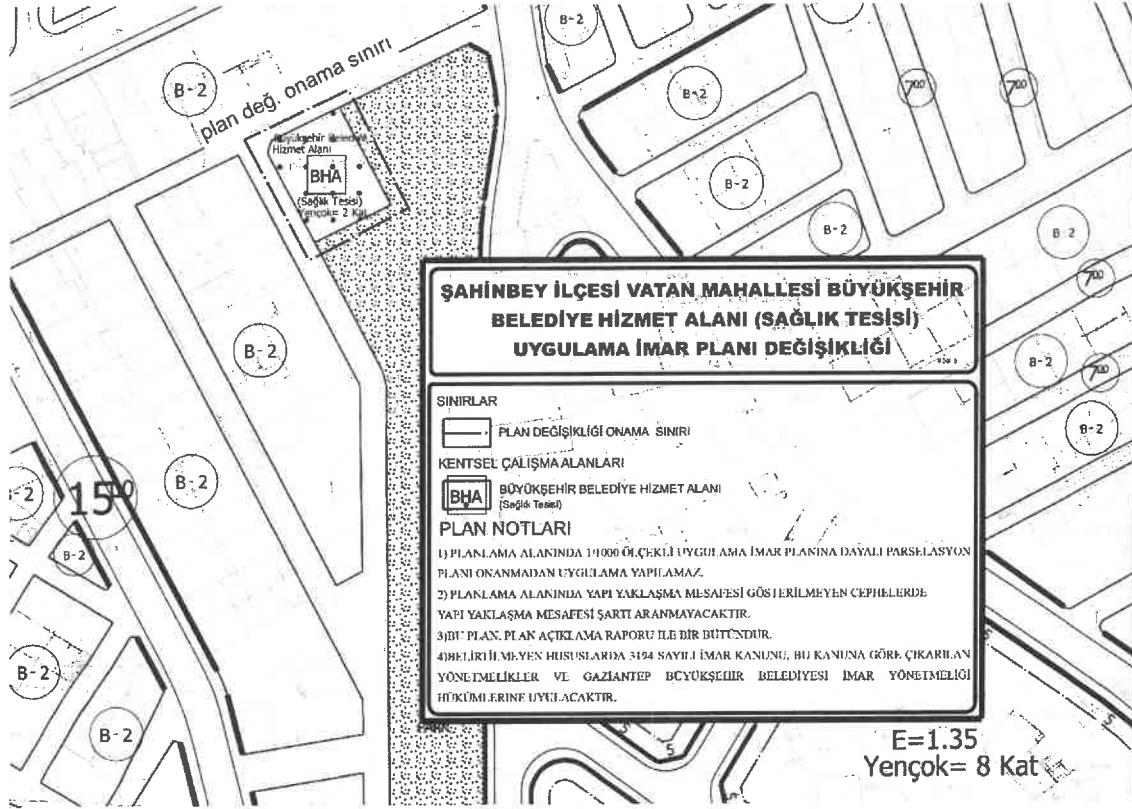 B-2
B-2
plan değ. onama sınırı
Büyükşehir Belediye
Hizmet Alanı
BHA
(Sağlık Tesisi)
Yençok= 2 Kat
B-2
7⁰⁰
7⁰⁰
B-2
B-2
B-2
7⁰⁰
B-2
7⁰⁰
B-2
B-2
B-2
B-2
15⁰⁰
B-2
B-2
B-2
ŞAHİNBEY İLÇESİ VATAN MAHALLESİ BÜYÜKŞEHİR
BELEDİYE HİZMET ALANI (SAĞLIK TESİSİ)
UYGULAMA İMAR PLANI DEĞİŞİKLİĞİ
SINIRLAR
PLAN DEĞİŞİKLİĞİ ONAMA SINIRI
KENTSEL ÇALIŞMA ALANLARI
BHA
BÜYÜKŞEHİR BELEDİYE HİZMET ALANI
(Sağlık Tesisi)
PLAN NOTLARI
1) PLANLAMA ALANINDA 1/1000 ÖLÇEKLİ UYGULAMA İMAR PLANINA DAYALI PARSELASYON
PLANI ONANMADAN UYGULAMA YAPILAMAZ.
2) PLANLAMA ALANINDA YAPI YAKLAŞMA MESAFESİ GÖSTERİLMEYEN CEPHELERDE
YAPI YAKLAŞMA MESAFESİ ŞARTI ARANMAYACAKTIR.
3)BU PLAN, PLAN AÇIKLAMA RAPORU İLE BİR BÜTÜNDÜR.
4)BELİRTİLMEYEN HUSUSLARDA 3194 SAYILI İMAR KANUNU, BU KANUNA GÖRE ÇIKARILAN
YÖNETMELİKLER VE GAZİANTEP BÜYÜKŞEHİR BELEDİYESİ İMAR YÖNETMELİĞİ
HÜKÜMLERİNE UYULACAKTIR.
PARK
5
5
5
5
5
E=1.35
Yençok= 8 Kat